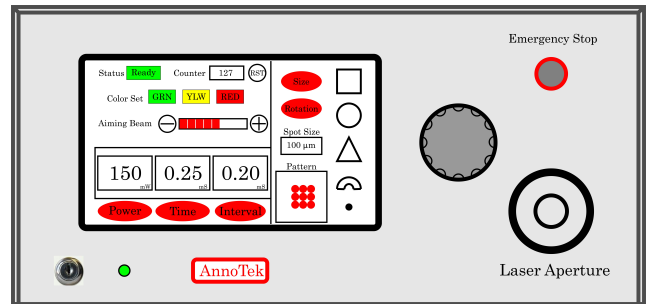 Emergency Stop
Status Ready Counter 127 RST
Size
Color Set GRN YLW RED
Rotation
Aiming Beam
Spot Size
100 μm
Pattern
150 mW 0.25 mS 0.20 mS
Power Time Interval
AnnoTek
Laser Aperture